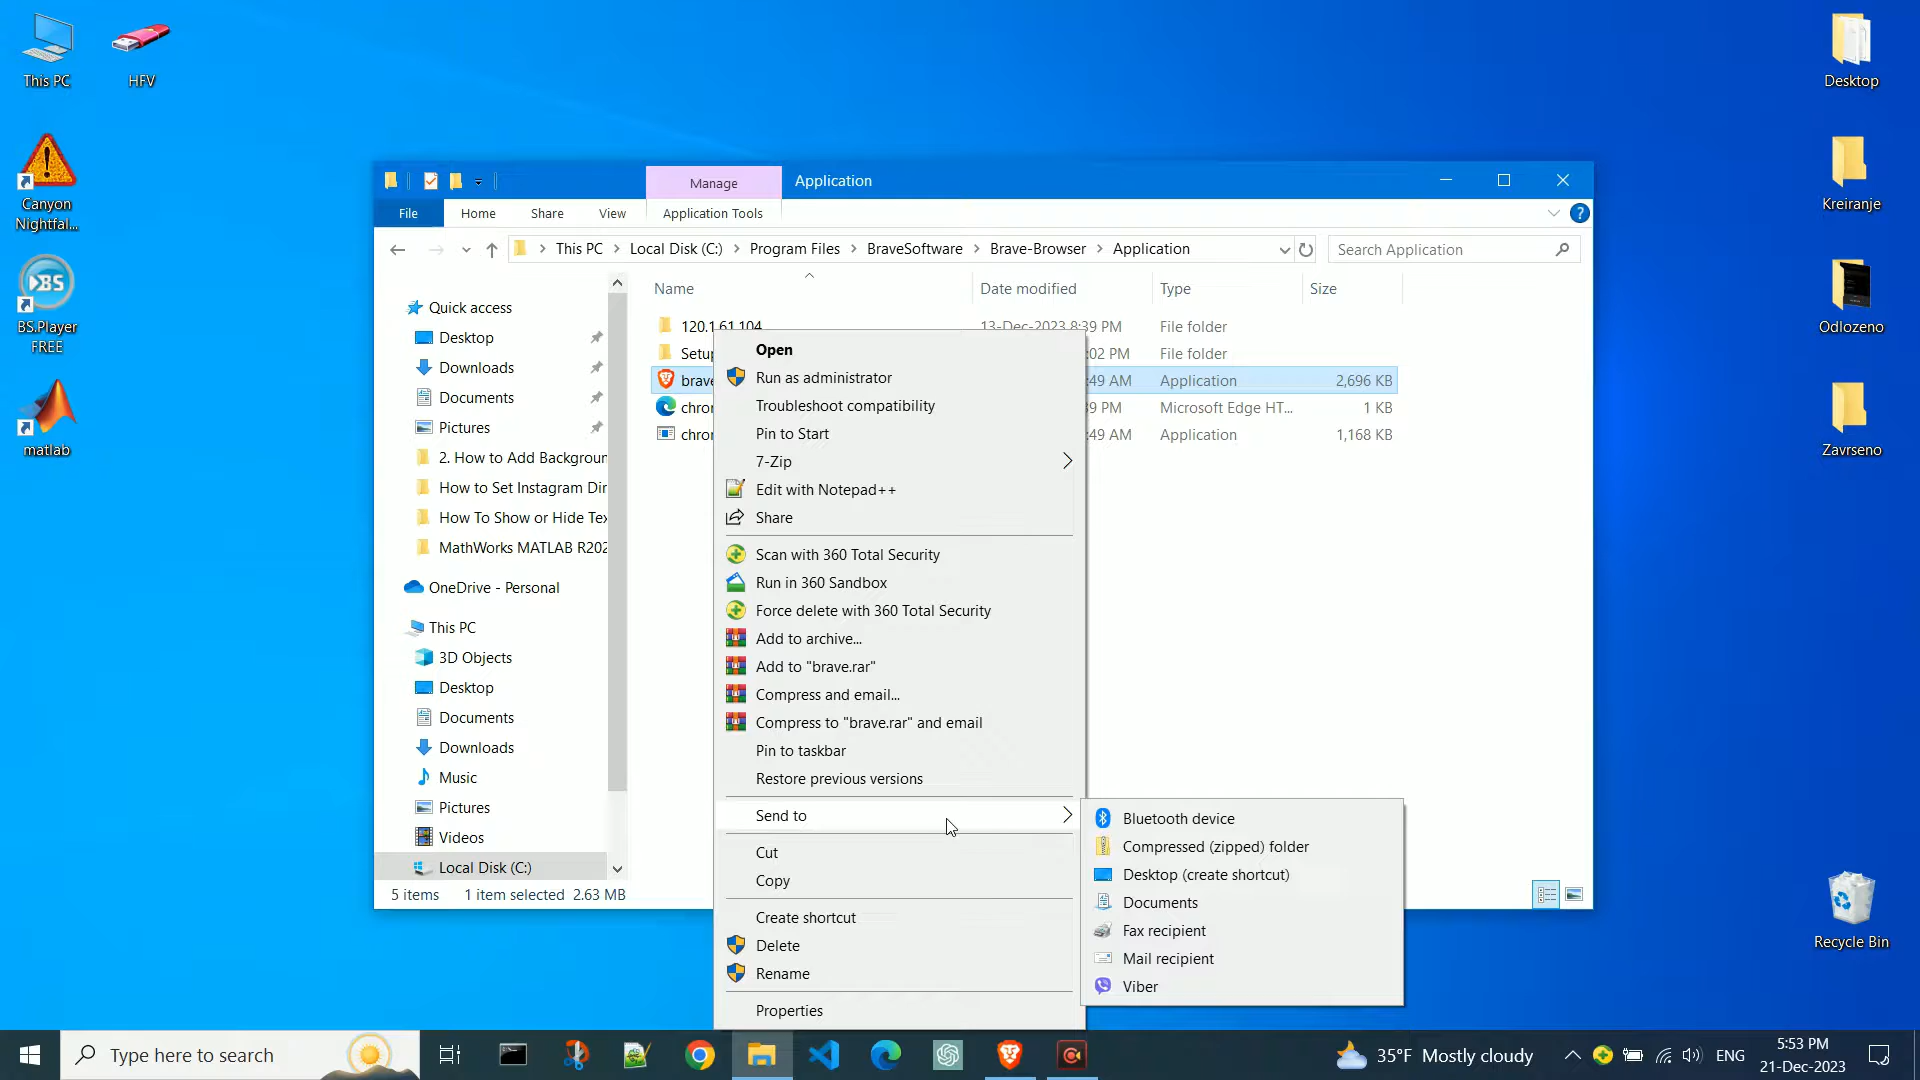 This PC
HFV
Canyon
Nightfal...
BS.Player
FREE
matlab
Desktop
Kreiranje
Odlozeno
Zavrseno
Recycle Bin
Manage
Application
File
Home
Share
View
Application Tools
This PC
Local Disk (C:)
Program Files
BraveSoftware
Brave-Browser
Application
Search Application
Name
Date modified
Type
Size
Quick access
Desktop
Downloads
Documents
Pictures
2. How to Add Backgroun
How to Set Instagram Dir
How To Show or Hide Tex
MathWorks MATLAB R202
OneDrive - Personal
This PC
3D Objects
Desktop
Documents
Downloads
Music
Pictures
Videos
Local Disk (C:)
120.1.61.104 13-Dec-2023 8:39 PM File folder
Setup :02 PM File folder
brave :49 AM Application 2,696 KB
chror 39 PM Microsoft Edge HT... 1 KB
chror :49 AM Application 1,168 KB
5 items 1 item selected 2.63 MB
Open
Run as administrator
Troubleshoot compatibility
Pin to Start
7-Zip
Edit with Notepad++
Share
Scan with 360 Total Security
Run in 360 Sandbox
Force delete with 360 Total Security
Add to archive...
Add to "brave.rar"
Compress and email...
Compress to "brave.rar" and email
Pin to taskbar
Restore previous versions
Send to
Cut
Copy
Create shortcut
Delete
Rename
Properties
Bluetooth device
Compressed (zipped) folder
Desktop (create shortcut)
Documents
Fax recipient
Mail recipient
Viber
Type here to search
35°F Mostly cloudy
ENG
5:53 PM
21-Dec-2023